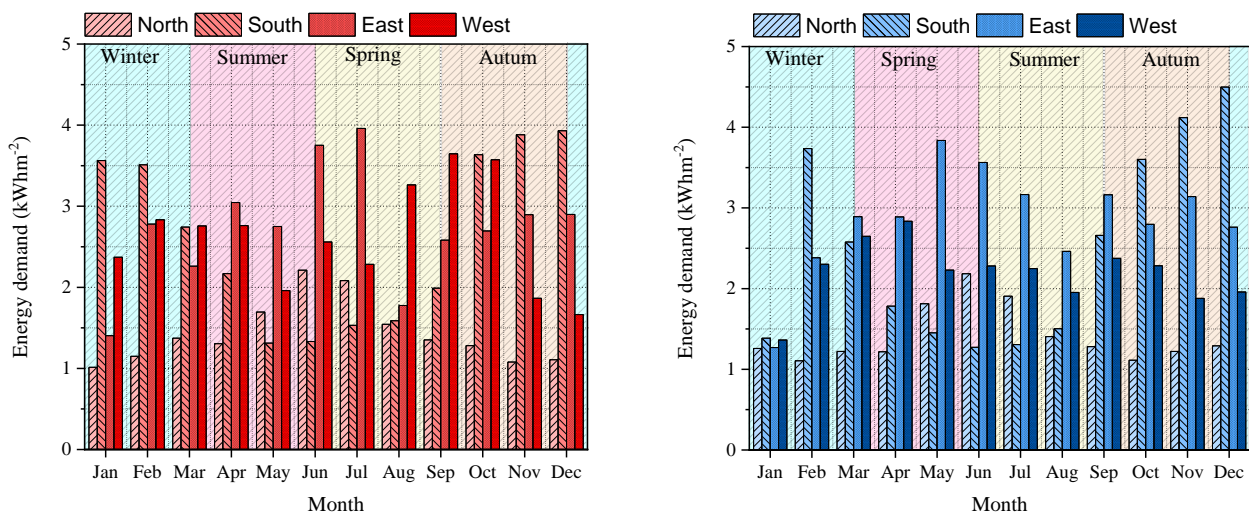 North South East West
5
4
3
2
1
0
Energy demand (kWhm-2)
Winter Summer Spring Autum
Jan Feb Mar Apr May Jun Jul Aug Sep Oct Nov Dec
Month
North South East West
5
4
3
2
1
0
Energy demand (kWhm-2)
Winter Spring Summer Autum
Jan Feb Mar Apr May Jun Jul Aug Sep Oct Nov Dec
Month